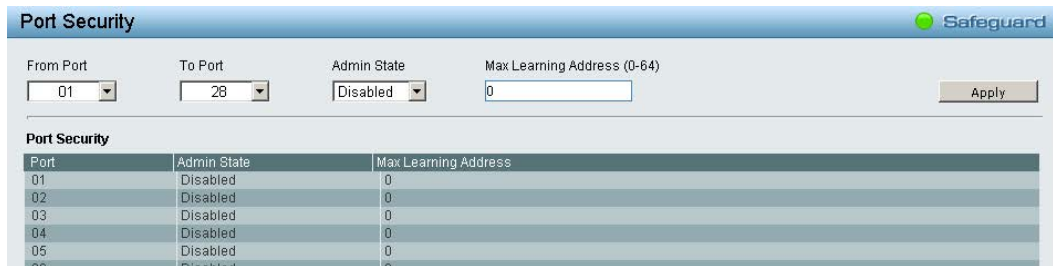 Port Security
Safeguard
From Port To Port Admin State Max Learning Address (0-64)
01 28 Disabled 0 Apply
Port Security
Port Admin State Max Learning Address
01 Disabled 0
02 Disabled 0
03 Disabled 0
04 Disabled 0
05 Disabled 0